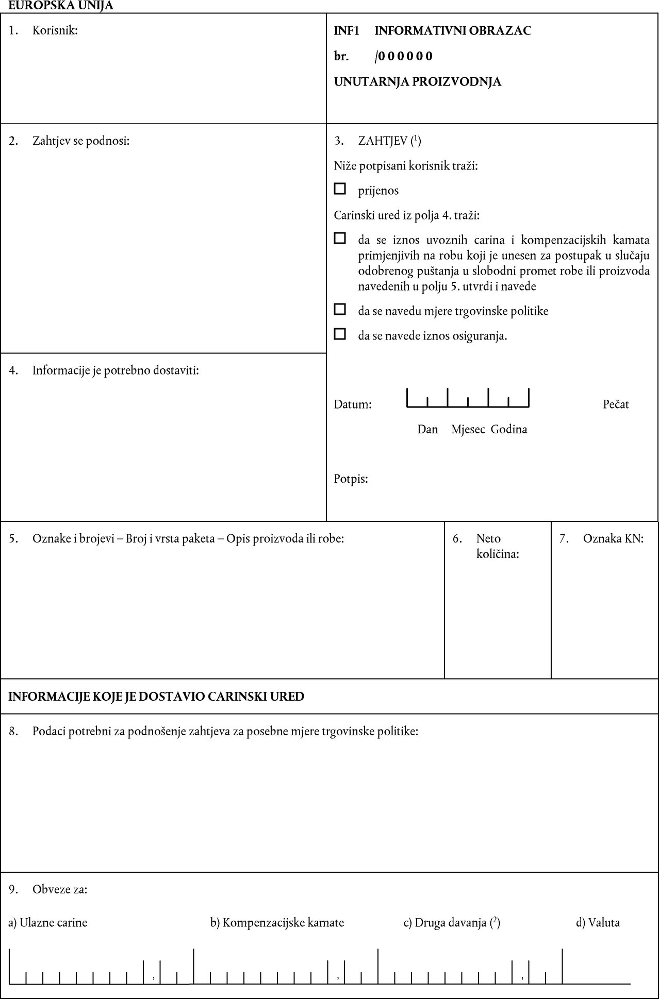 EUROPSKA UNIJA
1. Korisnik:
INF1 INFORMATIVNI OBRAZAC
br. /0 0 0 0 0 0
UNUTARNJA PROIZVODNJA
2. Zahtjev se podnosi:
3. ZAHTJEV (1)
Niže potpisani korisnik traži:
prijenos
Carinski ured iz polja 4. traži:
da se iznos uvoznih carina i kompenzacijskih kamata
primjenjivih na robu koji je unesen za postupak u slučaju
odobrenog puštanja u slobodni promet robe ili proizvoda
navedenih u polju 5. utvrdi i navede
da se navedu mjere trgovinske politike
da se navede iznos osiguranja.
4. Informacije je potrebno dostaviti:
Datum: Pečat
Dan Mjesec Godina
Potpis:
5. Oznake i brojevi – Broj i vrsta paketa – Opis proizvoda ili robe:
6. Neto
količina:
7. Oznaka KN:
INFORMACIJE KOJE JE DOSTAVIO CARINSKI URED
8. Podaci potrebni za podnošenje zahtjeva za posebne mjere trgovinske politike:
9. Obveze za:
a) Ulazne carine b) Kompenzacijske kamate c) Druga davanja (2) d) Valuta
, , ,